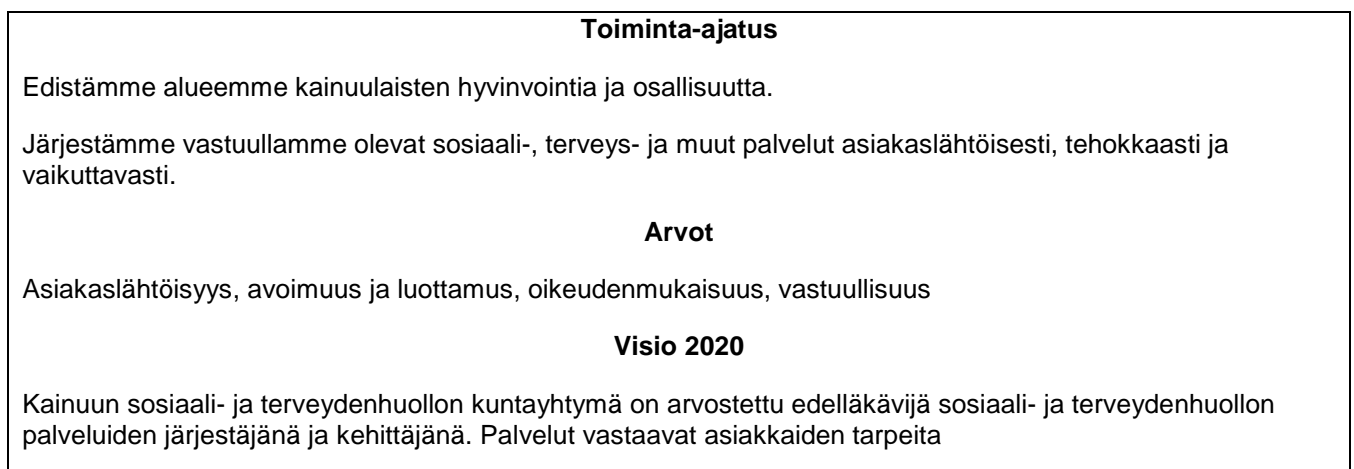 Toiminta-ajatus
Edistämme alueemme kainuulaisten hyvinvointia ja osallisuutta.
Järjestämme vastuullamme olevat sosiaali-, terveys- ja muut palvelut asiakaslähtöisesti, tehokkaasti ja
vaikuttavasti.
Arvot
Asiakaslähtöisyys, avoimuus ja luottamus, oikeudenmukaisuus, vastuullisuus
Visio 2020
Kainuun sosiaali- ja terveydenhuollon kuntayhtymä on arvostettu edelläkävijä sosiaali- ja terveydenhuollon
palveluiden järjestäjänä ja kehittäjänä. Palvelut vastaavat asiakkaiden tarpeita